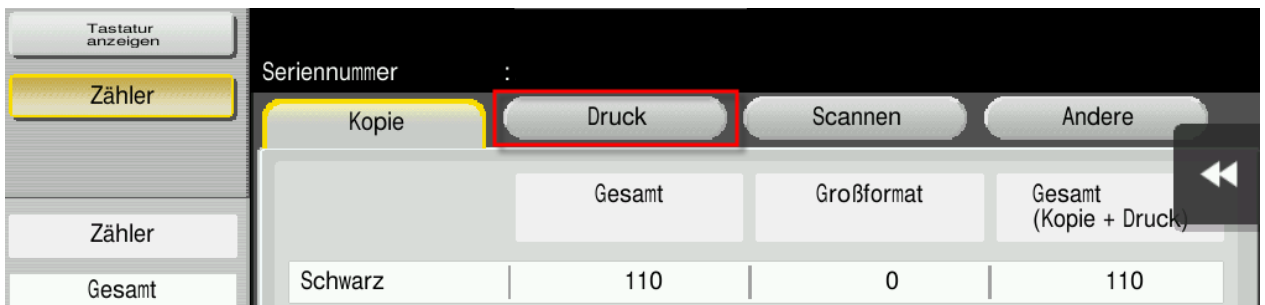 Tastatur
anzeigen
Zähler
Seriennummer :
Kopie Druck Scannen Andere
Gesamt Großformat Gesamt
(Kopie + Druck)
Zähler
Gesamt
Schwarz 110 0 110